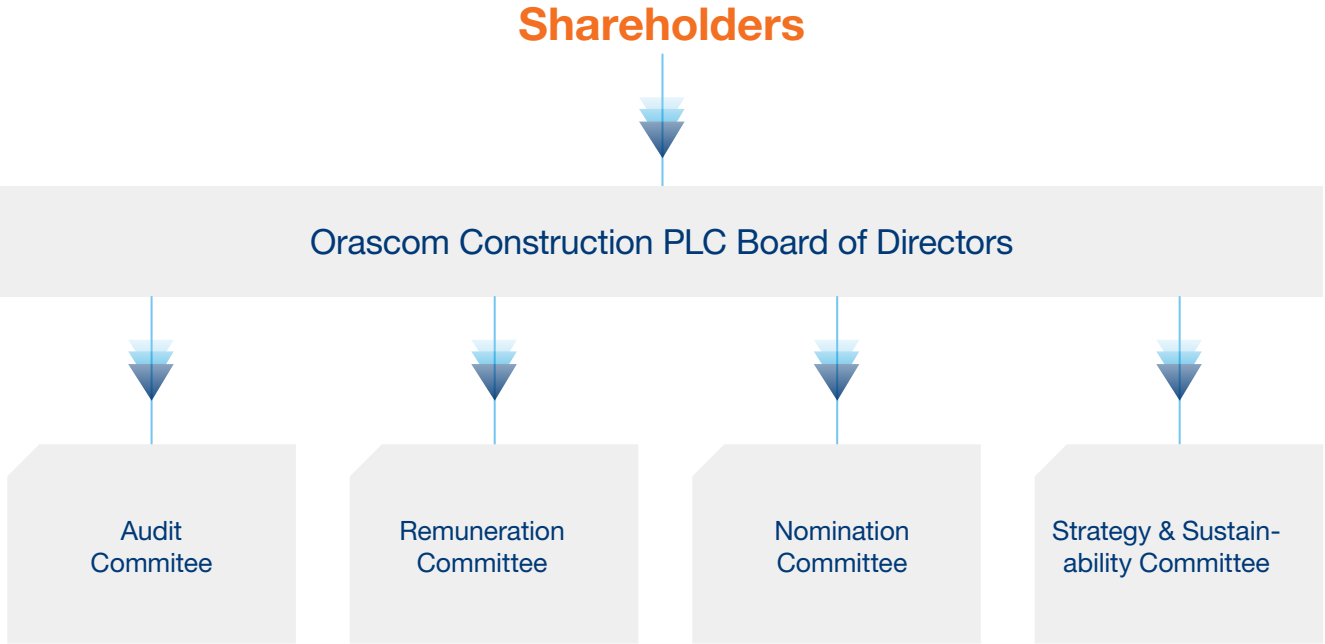 Shareholders
Orascom Construction PLC Board of Directors
Audit
Commitee
Remuneration
Committee
Nomination
Committee
Strategy & Sustain-
ability Committee